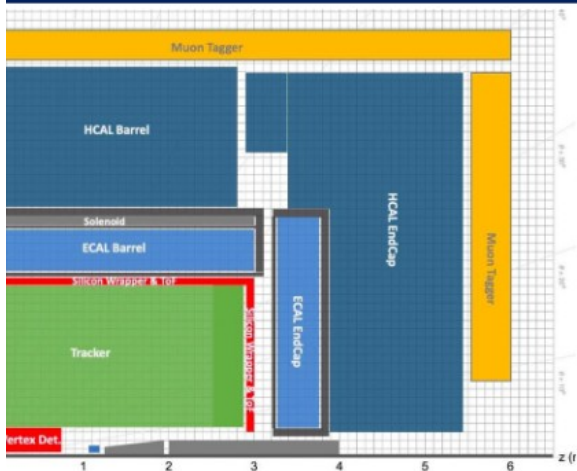 Muon Tagger
HCAL Barrel
HCAL EndCap
Solenoid
ECAL Barrel
Silicon Wrapper & ToF
Tracker
Silicon Wrapper & ToF
ECAL EndCap
Muon Tagger
Vertex Det.
1 2 3 4 5 6 z (